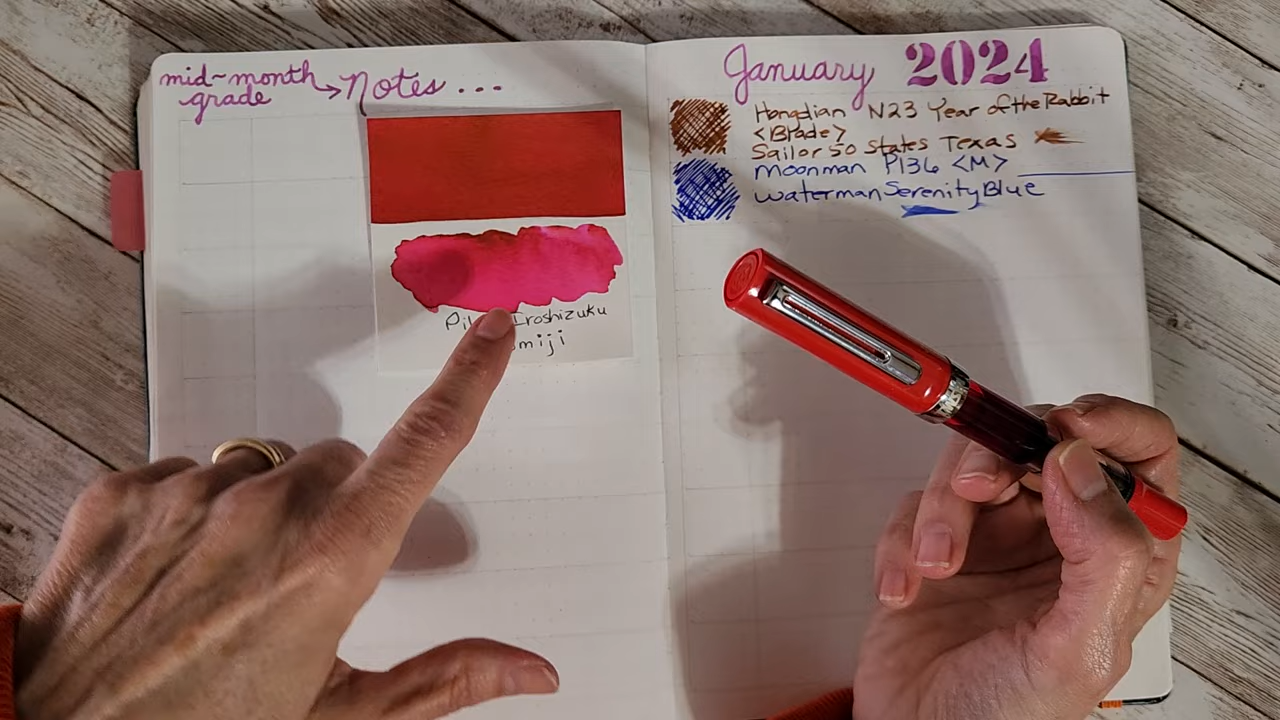 mid-month
grade
Notes...
Iroshizuku
miji
January 2024
Hongdian N23 Year of the Rabbit
<Blade>
Sailor 50 States Texas
Moonman P136 <M>
Waterman Serenity Blue